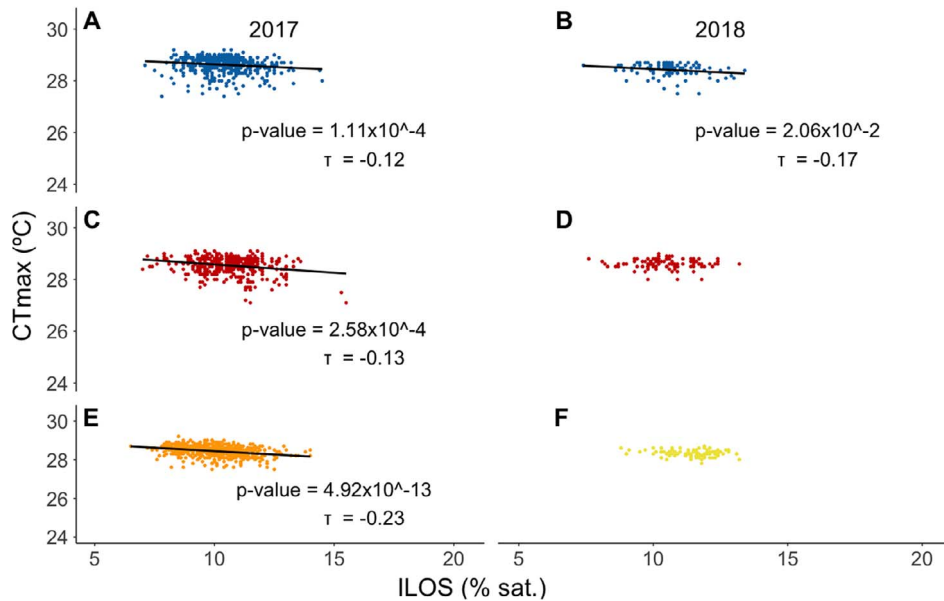 A 2017
B 2018
30
28
26
24
p-value = 1.11x10^-4
τ = -0.12
p-value = 2.06x10^-2
τ = -0.17
C
D
30
28
26
24
p-value = 2.58x10^-4
τ = -0.13
E
F
30
28
26
24
p-value = 4.92x10^-13
τ = -0.23
CTmax (ºC)
5 10 15 20
5 10 15 20
ILOS (% sat.)